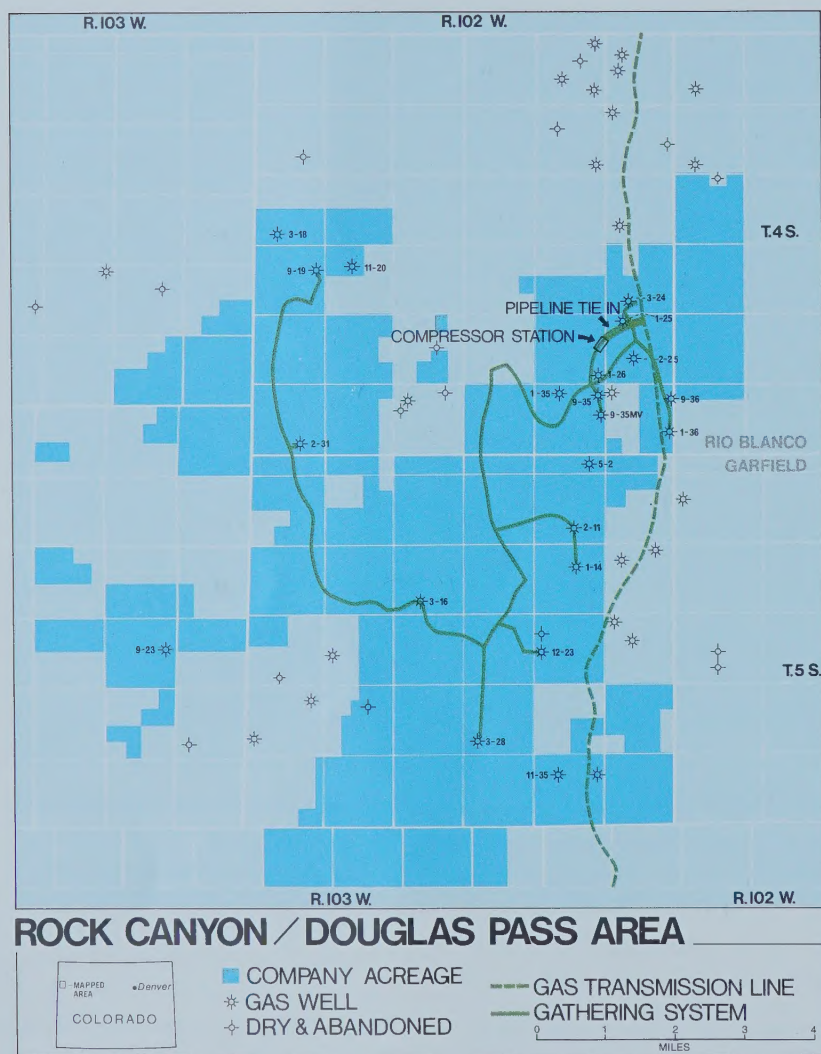 R.103 W.
R.102 W.
T.4 S.
3-18
9-19
11-20
3-24
PIPELINE TIE IN
1-25
COMPRESSOR STATION
2-25
1-26
1-35
9-35
9-36
9-35MV
1-36
RIO BLANCO
GARFIELD
2-31
5-2
2-11
1-14
3-16
9-23
12-23
T.5 S.
3-28
11-35
R.103 W.
R.102 W.
ROCK CANYON / DOUGLAS PASS AREA
MAPPED
AREA
Denver
COLORADO
COMPANY ACREAGE
GAS WELL
DRY & ABANDONED
GAS TRANSMISSION LINE
GATHERING SYSTEM
0 1 2 3 4
MILES